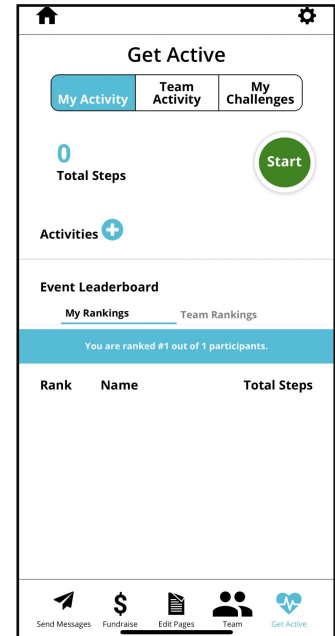 Get Active
My Activity
Team Activity
My Challenges
0
Total Steps
Start
Activities
Event Leaderboard
My Rankings Team Rankings
You are ranked #1 out of 1 participants.
Rank Name Total Steps
Send Messages Fundraise Edit Pages Team Get Active